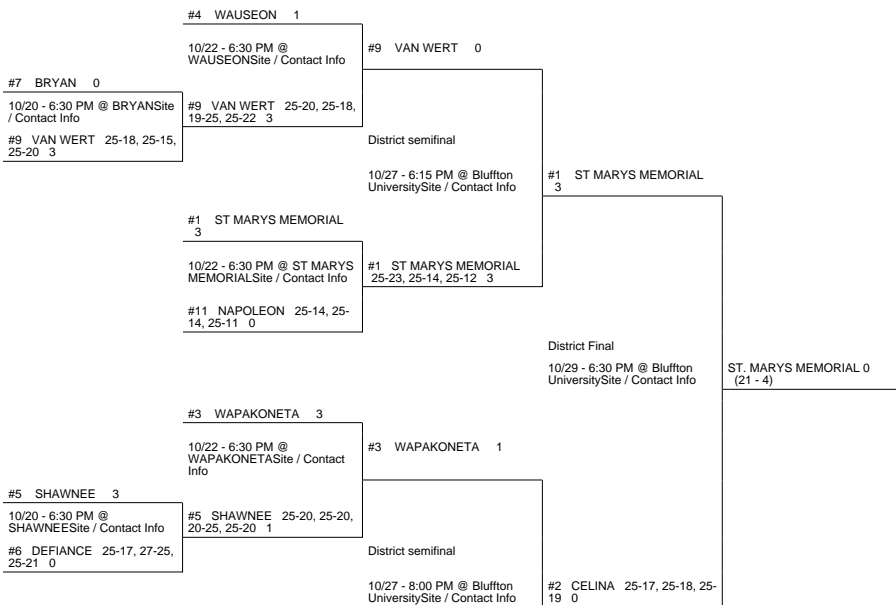 #4 WAUSEON 1
10/22 - 6:30 PM @
WAUSEONSite / Contact Info
#9 VAN WERT 0
#7 BRYAN 0
10/20 - 6:30 PM @ BRYANSite
/ Contact Info
#9 VAN WERT 25-20, 25-18,
19-25, 25-22 3
#9 VAN WERT 25-18, 25-15,
25-20 3
District semifinal
10/27 - 6:15 PM @ Bluffton
UniversitySite / Contact Info
#1 ST MARYS MEMORIAL
3
#1 ST MARYS MEMORIAL
3
10/22 - 6:30 PM @ ST MARYS
MEMORIALSite / Contact Info
#1 ST MARYS MEMORIAL
25-23, 25-14, 25-12 3
#11 NAPOLEON 25-14, 25-
14, 25-11 0
District Final
10/29 - 6:30 PM @ Bluffton
UniversitySite / Contact Info
ST. MARYS MEMORIAL 0
(21 - 4)
#3 WAPAKONETA 3
10/22 - 6:30 PM @
WAPAKONETASite / Contact
Info
#3 WAPAKONETA 1
#5 SHAWNEE 3
10/20 - 6:30 PM @
SHAWNEESite / Contact Info
#5 SHAWNEE 25-20, 25-20,
20-25, 25-20 1
#6 DEFIANCE 25-17, 27-25,
25-21 0
District semifinal
10/27 - 8:00 PM @ Bluffton
UniversitySite / Contact Info
#2 CELINA 25-17, 25-18, 25-
19 0